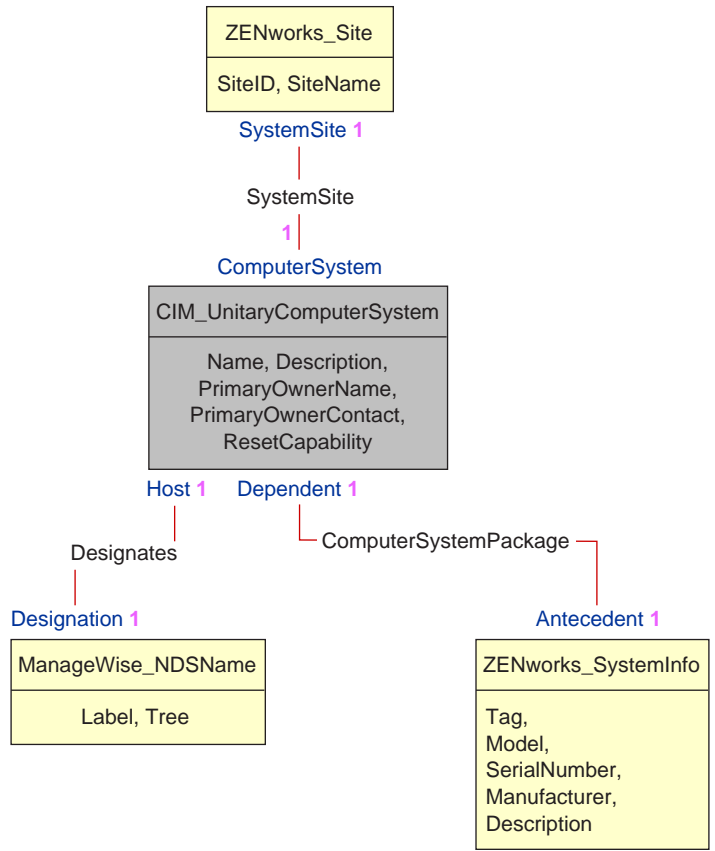 ZENworks_Site
SiteID, SiteName
SystemSite 1
SystemSite
1
ComputerSystem
CIM_UnitaryComputerSystem
Name, Description,
PrimaryOwnerName,
PrimaryOwnerContact,
ResetCapability
Host 1 Dependent 1
ComputerSystemPackage
Designates
Designation 1
Antecedent 1
ManageWise_NDSName
Label, Tree
ZENworks_SystemInfo
Tag,
Model,
SerialNumber,
Manufacturer,
Description